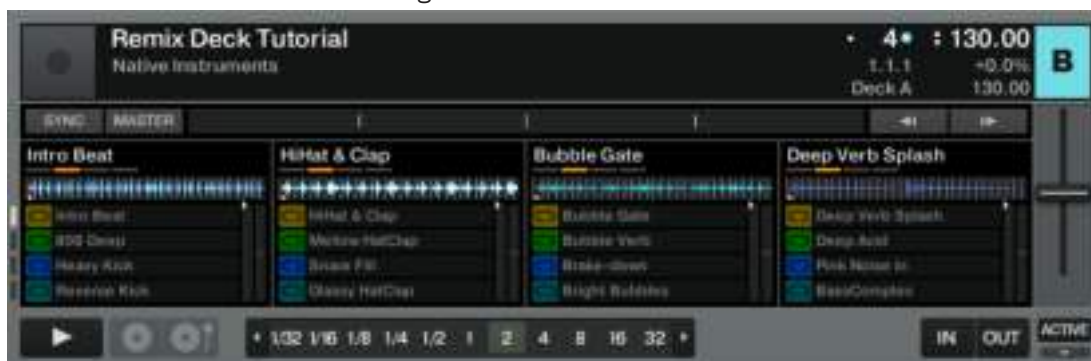 Remix Deck Tutorial 4 130.00
Native Instruments 1.1.1 +0.0% B
Deck A 130.00
SYNC MASTER
Intro Beat HiHat & Clap Bubble Gate Deep Verb Splash
Intro Beat HiHat & Clap Bubble Gate Deep Verb Splash
808 Deep Mellow HatClap Bubble Verb Deep Acid
Heavy Kick Snare Fill Brake-down Pink Noise In
Reverse Kick Glassy HatClap Bright Bubbles BassComplex
1/32 1/16 1/8 1/4 1/2 1 2 4 8 16 32 IN OUT ACTIVE